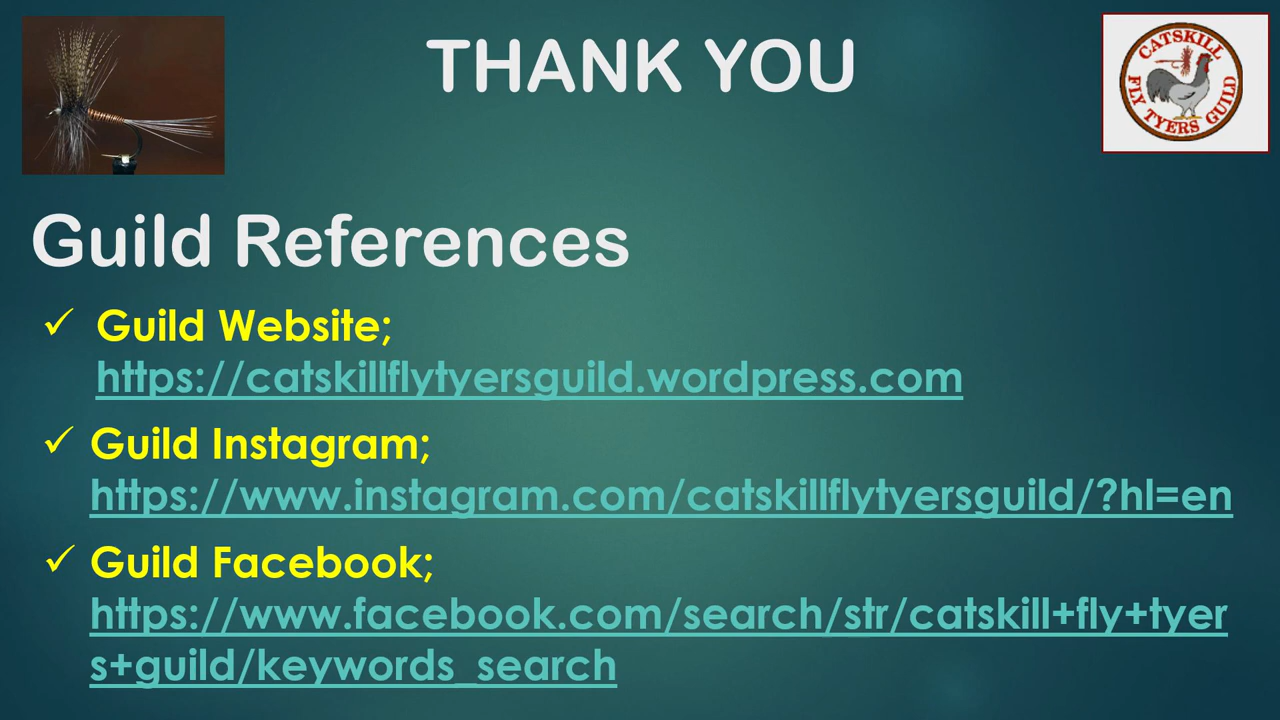 THANK YOU
CATSKILL
FLY TYERS GUILD
Guild References
✓ Guild Website;
https://catskillflytyersguild.wordpress.com
✓ Guild Instagram;
https://www.instagram.com/catskillflytyersguild/?hl=en
✓ Guild Facebook;
https://www.facebook.com/search/str/catskill+fly+tyer
s+guild/keywords_search